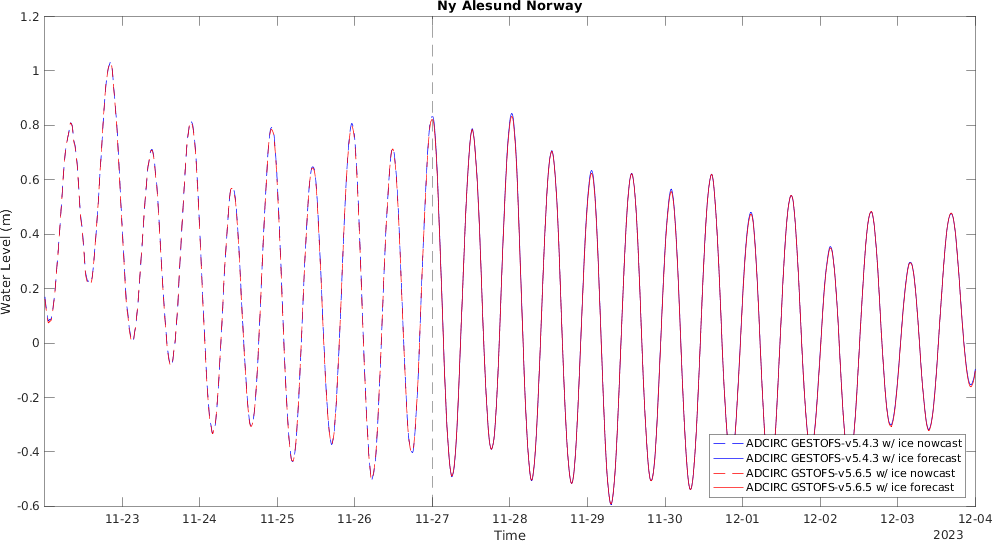 Ny Alesund Norway
1.2
1
0.8
0.6
0.4
0.2
0
-0.2
-0.4
-0.6
Water Level (m)
ADCIRC GESTOFS-v5.4.3 w/ ice nowcast
ADCIRC GESTOFS-v5.4.3 w/ ice forecast
ADCIRC GSTOFS-v5.6.5 w/ ice nowcast
ADCIRC GSTOFS-v5.6.5 w/ ice forecast
11-23 11-24 11-25 11-26 11-27 11-28 11-29 11-30 12-01 12-02 12-03 12-04
Time
2023